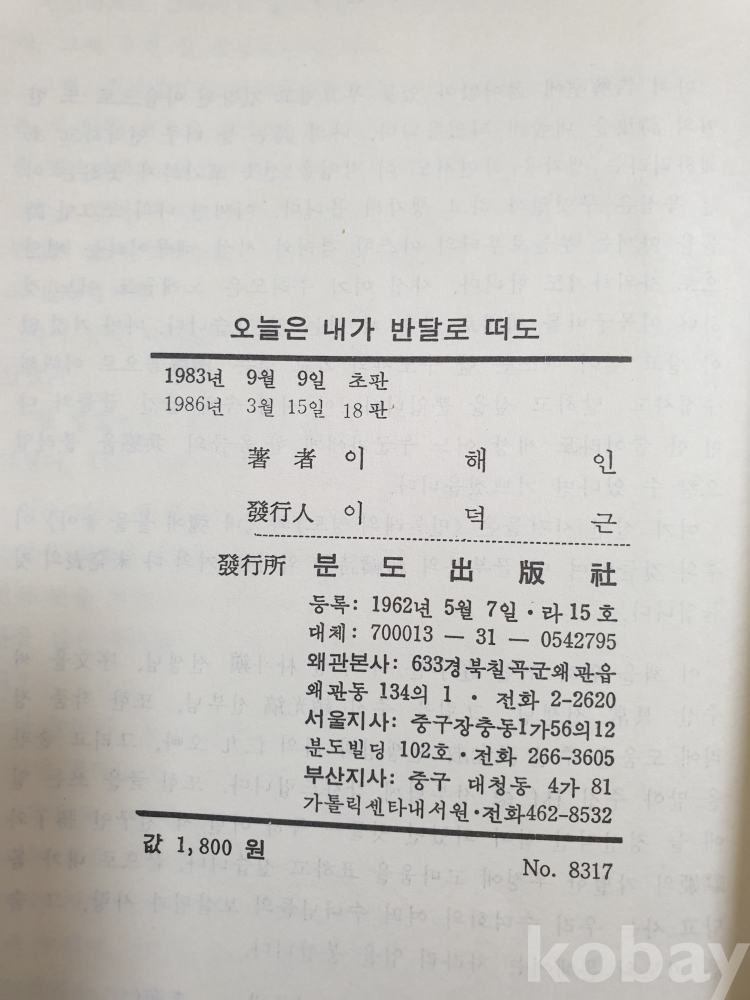 오늘은 내가 반달로 떠도
1983년 9월 9일 초판
1986년 3월 15일 18판
著者 이해인
發行人 이덕근
發行所 분도出版社
등록: 1962년 5월 7일·라 15호
대체: 700013 — 31 — 0542795
왜관본사: 633경북칠곡군왜관읍
왜관동 134의 1 · 전화 2-2620
서울지사: 중구장충동1가56의12
분도빌딩 102호·전화 266-3605
부산지사: 중구 대청동 4가 81
가톨릭센타내서원·전화462-8532
값 1,800 원
No. 8317
kobay